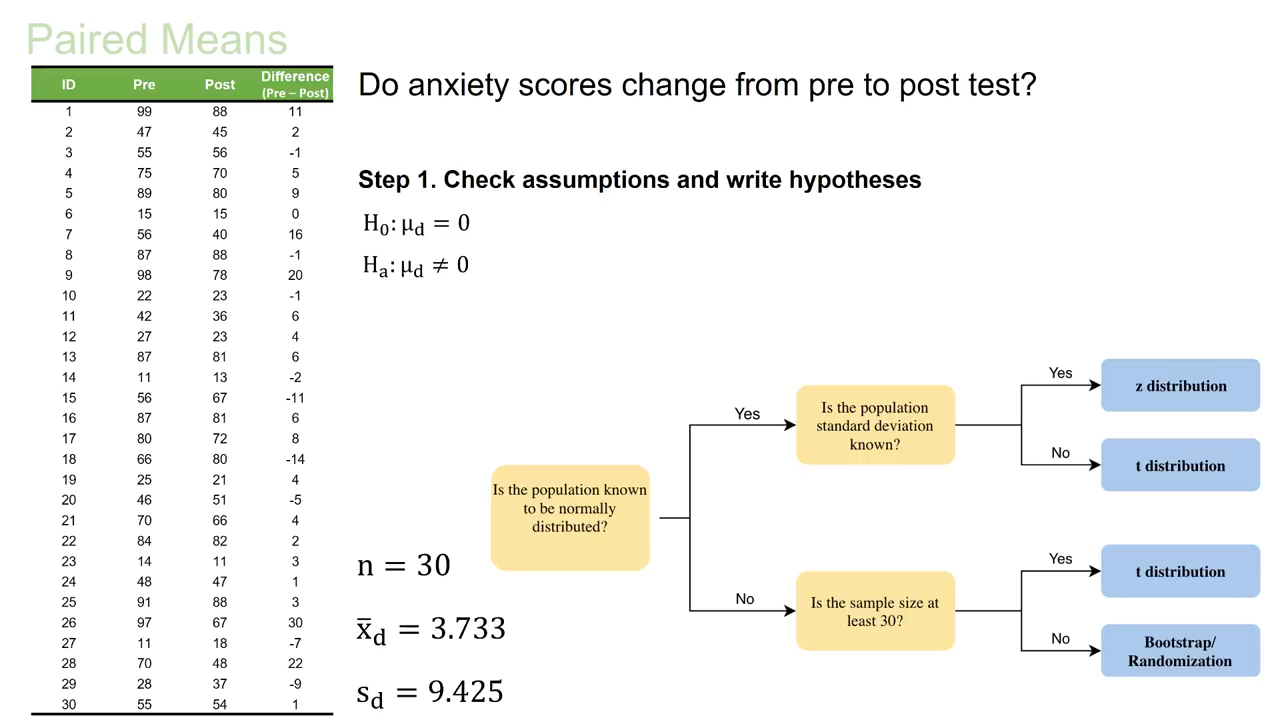 Paired Means
ID Pre Post Difference (Pre – Post)
1 99 88 11
2 47 45 2
3 55 56 -1
4 75 70 5
5 89 80 9
6 15 15 0
7 56 40 16
8 87 88 -1
9 98 78 20
10 22 23 -1
11 42 36 6
12 27 23 4
13 87 81 6
14 11 13 -2
15 56 67 -11
16 87 81 6
17 80 72 8
18 66 80 -14
19 25 21 4
20 46 51 -5
21 70 66 4
22 84 82 2
23 14 11 3
24 48 47 1
25 91 88 3
26 97 67 30
27 11 18 -7
28 70 48 22
29 28 37 -9
30 55 54 1
Do anxiety scores change from pre to post test?
Step 1. Check assumptions and write hypotheses
H₀: μ_d = 0
Hₐ: μ_d ≠ 0
n = 30
x̄_d = 3.733
s_d = 9.425
Is the population known
to be normally
distributed?
Yes
Is the population
standard deviation
known?
Yes
z distribution
No
t distribution
No
Is the sample size at
least 30?
Yes
t distribution
No
Bootstrap/
Randomization